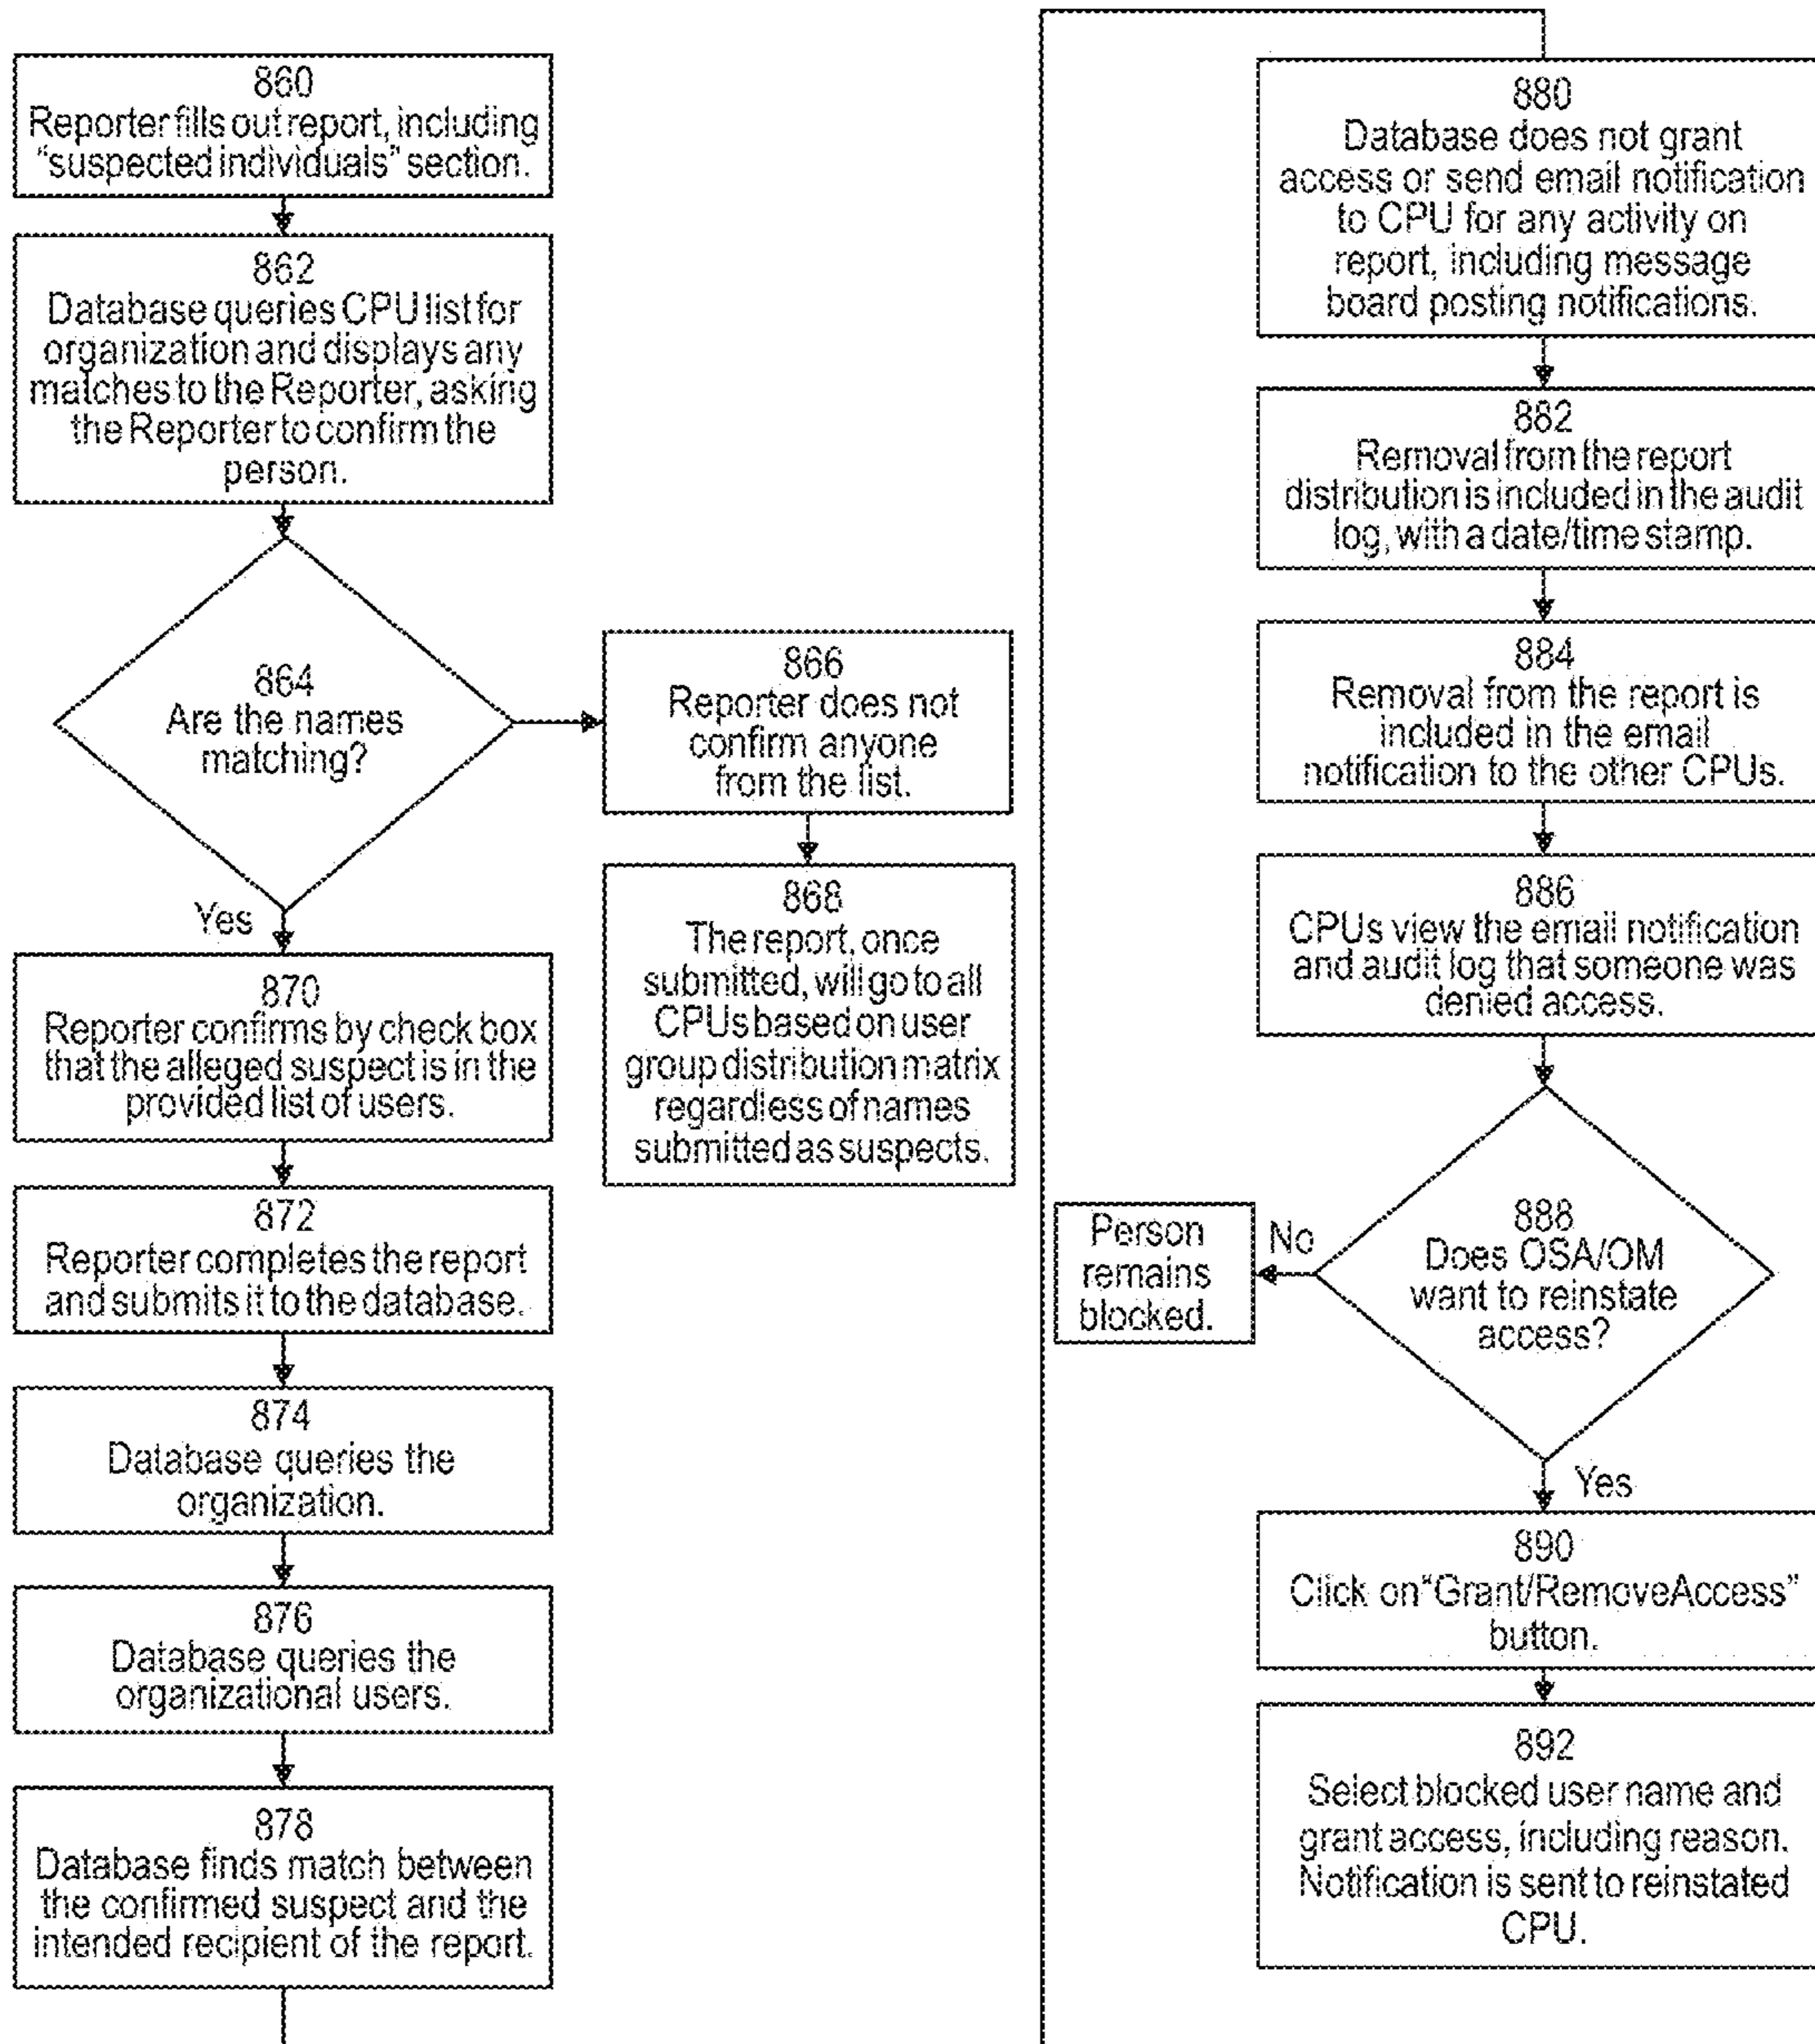 860
Reporter fills out report, including
"suspected individuals" section.
862
Database queries CPU list for
organization and displays any
matches to the Reporter, asking
the Reporter to confirm the
person.
864
Are the names
matching?
866
Reporter does not
confirm anyone
from the list.
868
The report, once
submitted, will go to all
CPUs based on user
group distribution matrix
regardless of names
submitted as suspects.
Yes
870
Reporter confirms by check box
that the alleged suspect is in the
provided list of users.
872
Reporter completes the report
and submits it to the database.
874
Database queries the
organization.
876
Database queries the
organizational users.
878
Database finds match between
the confirmed suspect and the
intended recipient of the report.
880
Database does not grant
access or send email notification
to CPU for any activity on
report, including message
board posting notifications.
882
Removal from the report
distribution is included in the audit
log, with a date/time stamp.
884
Removal from the report is
included in the email
notification to the other CPUs.
886
CPUs view the email notification
and audit log that someone was
denied access.
888
Does OSA/OM
want to reinstate
access?
No
Person
remains
blocked.
Yes
890
Click on "Grant/RemoveAccess"
button.
892
Select blocked user name and
grant access, including reason.
Notification is sent to reinstated
CPU.